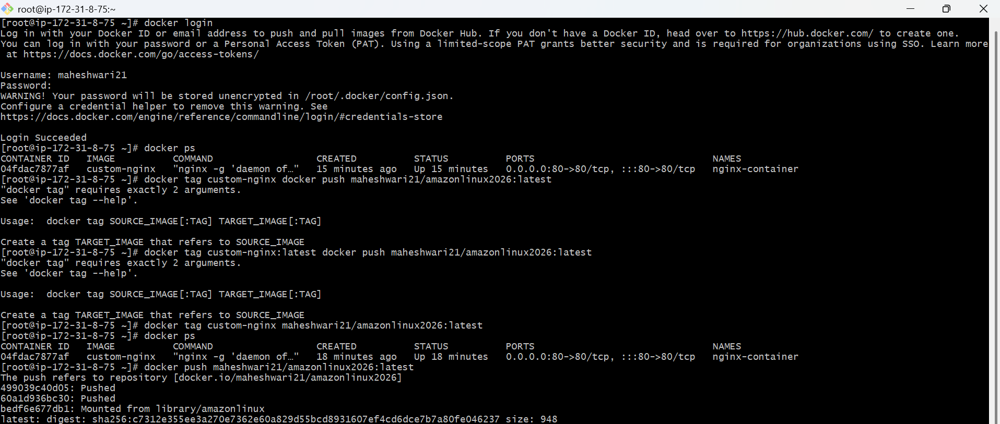 root@ip-172-31-8-75:~
[root@ip-172-31-8-75 ~]# docker login
Log in with your Docker ID or email address to push and pull images from Docker Hub. If you don't have a Docker ID, head over to https://hub.docker.com/ to create one.
You can log in with your password or a Personal Access Token (PAT). Using a limited-scope PAT grants better security and is required for organizations using SSO. Learn more
 at https://docs.docker.com/go/access-tokens/

Username: maheshwari21
Password:
WARNING! Your password will be stored unencrypted in /root/.docker/config.json.
Configure a credential helper to remove this warning. See
https://docs.docker.com/engine/reference/commandline/login/#credentials-store

Login Succeeded
[root@ip-172-31-8-75 ~]# docker ps
CONTAINER ID   IMAGE          COMMAND                  CREATED          STATUS          PORTS                               NAMES
04fdac7877af   custom-nginx   "nginx -g 'daemon of…"   15 minutes ago   Up 15 minutes   0.0.0.0:80->80/tcp, :::80->80/tcp   nginx-container
[root@ip-172-31-8-75 ~]# docker tag custom-nginx docker push maheshwari21/amazonlinux2026:latest
"docker tag" requires exactly 2 arguments.
See 'docker tag --help'.

Usage:  docker tag SOURCE_IMAGE[:TAG] TARGET_IMAGE[:TAG]

Create a tag TARGET_IMAGE that refers to SOURCE_IMAGE
[root@ip-172-31-8-75 ~]# docker tag custom-nginx:latest docker push maheshwari21/amazonlinux2026:latest
"docker tag" requires exactly 2 arguments.
See 'docker tag --help'.

Usage:  docker tag SOURCE_IMAGE[:TAG] TARGET_IMAGE[:TAG]

Create a tag TARGET_IMAGE that refers to SOURCE_IMAGE
[root@ip-172-31-8-75 ~]# docker tag custom-nginx maheshwari21/amazonlinux2026:latest
[root@ip-172-31-8-75 ~]# docker ps
CONTAINER ID   IMAGE          COMMAND                  CREATED          STATUS          PORTS                               NAMES
04fdac7877af   custom-nginx   "nginx -g 'daemon of…"   18 minutes ago   Up 18 minutes   0.0.0.0:80->80/tcp, :::80->80/tcp   nginx-container
[root@ip-172-31-8-75 ~]# docker push maheshwari21/amazonlinux2026:latest
The push refers to repository [docker.io/maheshwari21/amazonlinux2026]
499039c40d05: Pushed
60a1d936bc30: Pushed
bedf6e677db1: Mounted from library/amazonlinux
latest: digest: sha256:c7312e355ee3a270e7362e60a829d55bcd8931607ef4cd6dce7b7a80fe046237 size: 948